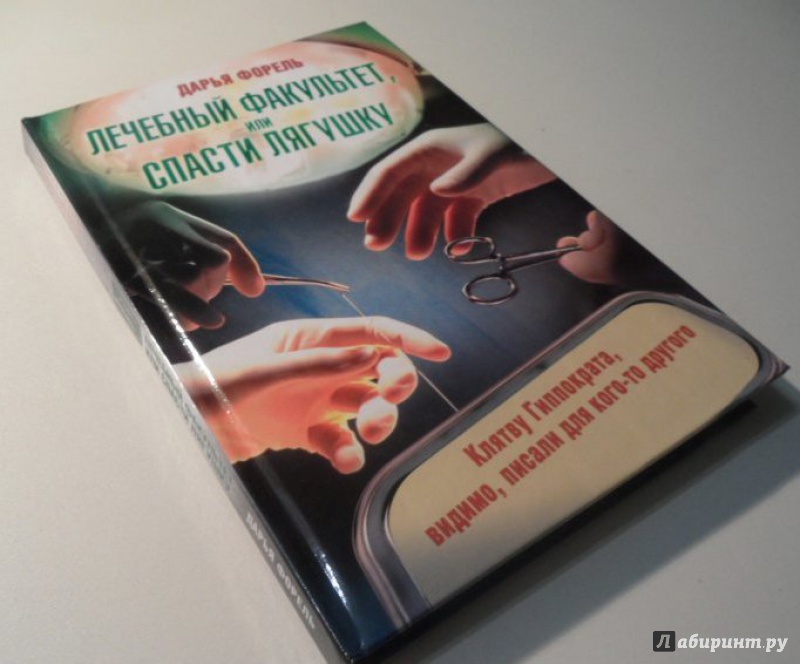 ДАРЬЯ ФОРЕЛЬ
ЛЕЧЕБНЫЙ ФАКУЛЬТЕТ,
ИЛИ
СПАСТИ ЛЯГУШКУ
Клятву Гиппократа,
видимо, писали для кого-то другого
ДАРЬЯ ФОРЕЛЬ
Лабиринт.ру